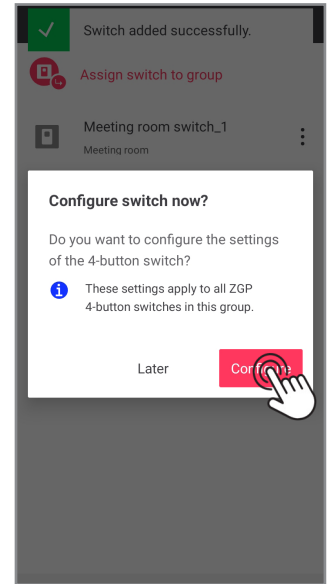 Switch added successfully.
Assign switch to group
Meeting room switch_1
Meeting room
Configure switch now?
Do you want to configure the settings
of the 4-button switch?
These settings apply to all ZGP
4-button switches in this group.
Later
Configure